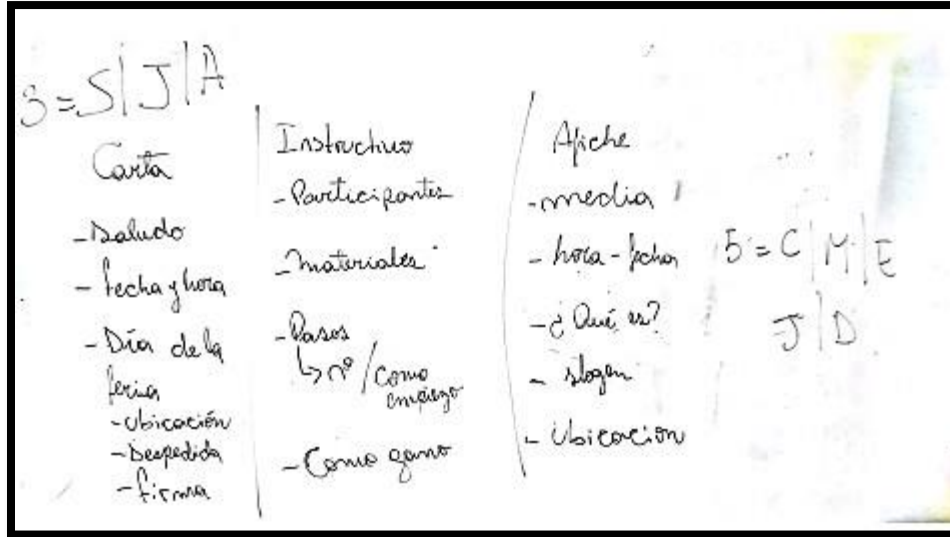 3 = S | J | A
Carta
- Saludo
- fecha y hora
- Día de la
feria
- Ubicación
- Despedida
- firma
Instructivo
- Participantes
- materiales
- Pasos
↳ nº / como
empiezo
- Como gano
Afiche
- media
- hora - fecha
- ¿Qué es?
- slogan
- Ubicación
5 = C | M | E
J | D